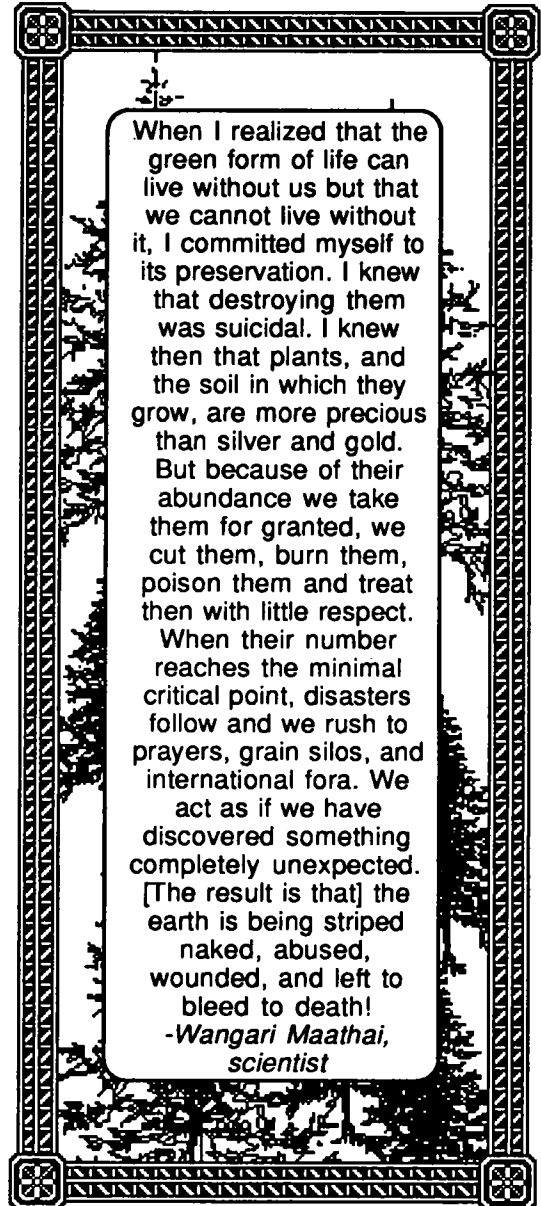 When I realized that the
green form of life can
live without us but that
we cannot live without
it, I committed myself to
its preservation. I knew
that destroying them
was suicidal. I knew
then that plants, and
the soil in which they
grow, are more precious
than silver and gold.
But because of their
abundance we take
them for granted, we
cut them, burn them,
poison them and treat
then with little respect.
When their number
reaches the minimal
critical point, disasters
follow and we rush to
prayers, grain silos, and
international fora. We
act as if we have
discovered something
completely unexpected.
[The result is that] the
earth is being striped
naked, abused,
wounded, and left to
bleed to death!
-Wangari Maathai,
scientist